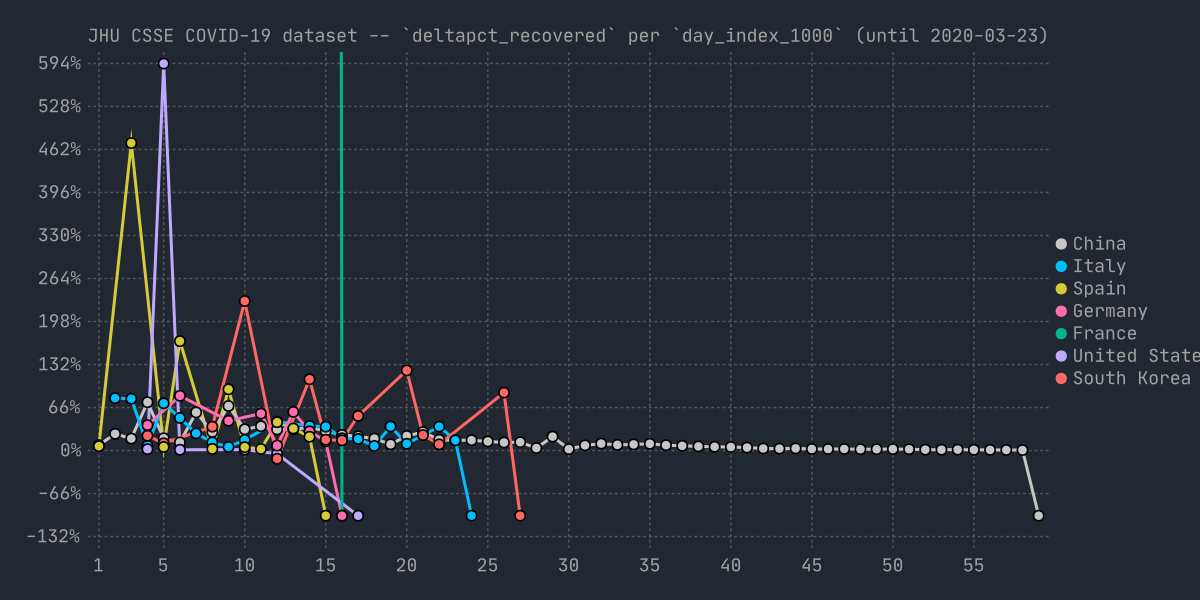 JHU CSSE COVID-19 dataset -- `deltapct_recovered` per `day_index_1000` (until 2020-03-23)
594%
528%
462%
396%
330%
264%
198%
132%
66%
0%
-66%
-132%
1 5 10 15 20 25 30 35 40 45 50 55
China
Italy
Spain
Germany
France
United State
South Korea